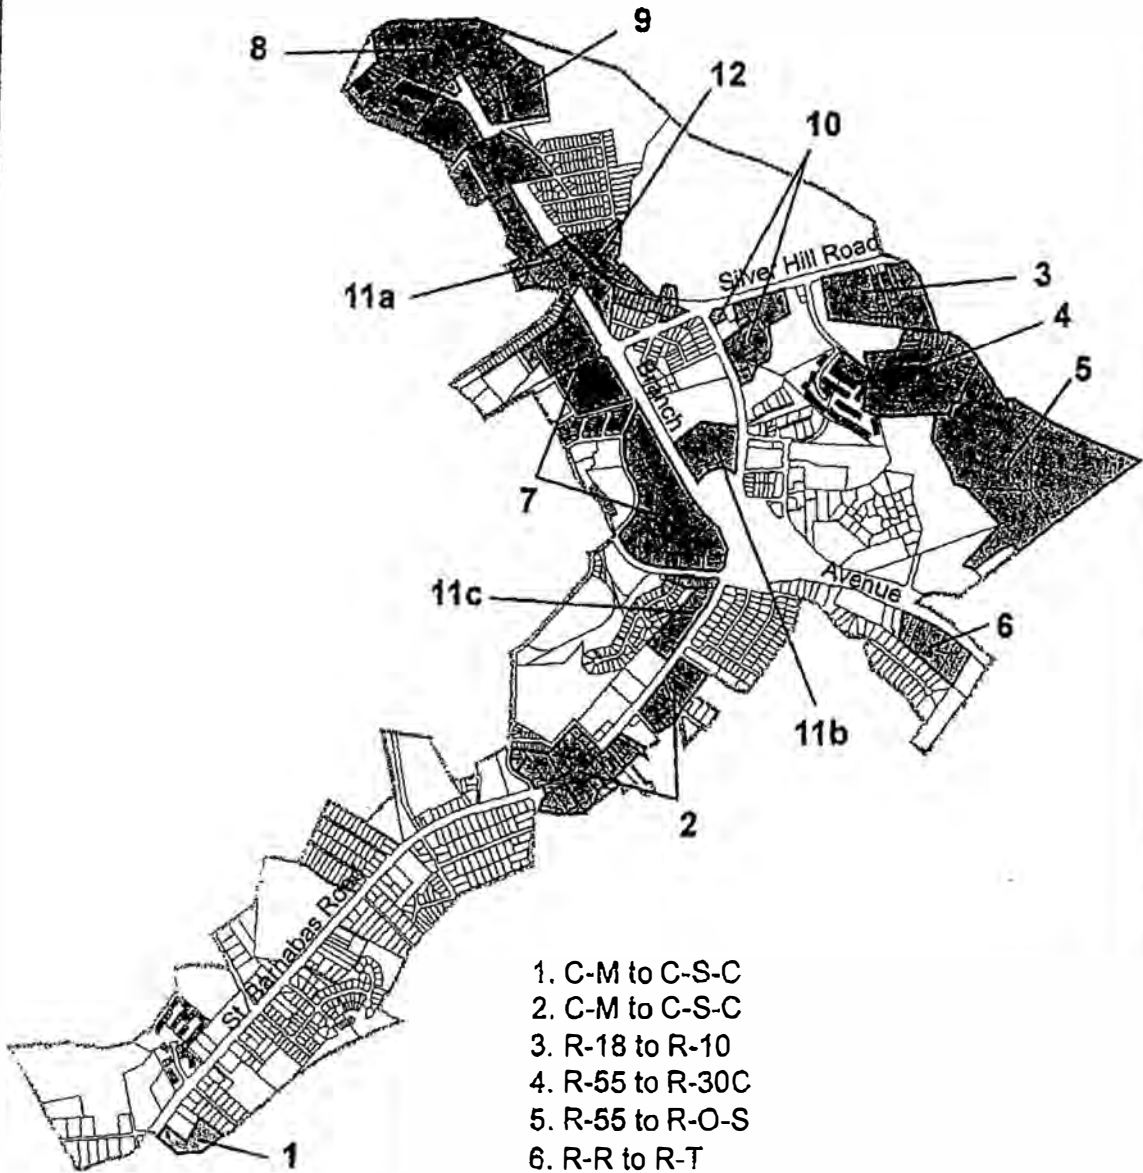 9
8
12
10
Silver Hill Road
3
11a
4
Branch
5
7
Avenue
11c
6
11b
2
St. Barnabas Road
1
1. C-M to C-S-C
2. C-M to C-S-C
3. R-18 to R-10
4. R-55 to R-30C
5. R-55 to R-O-S
6. R-R to R-T